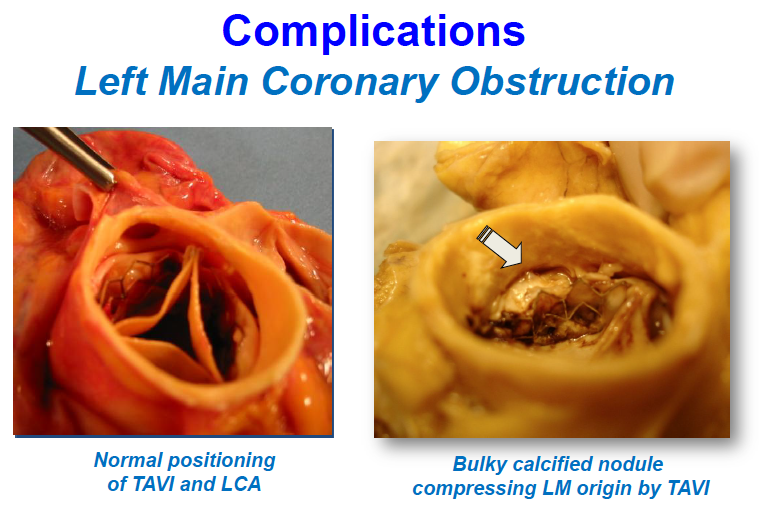 Complications
Left Main Coronary Obstruction
Normal positioning
of TAVI and LCA
Bulky calcified nodule
compressing LM origin by TAVI